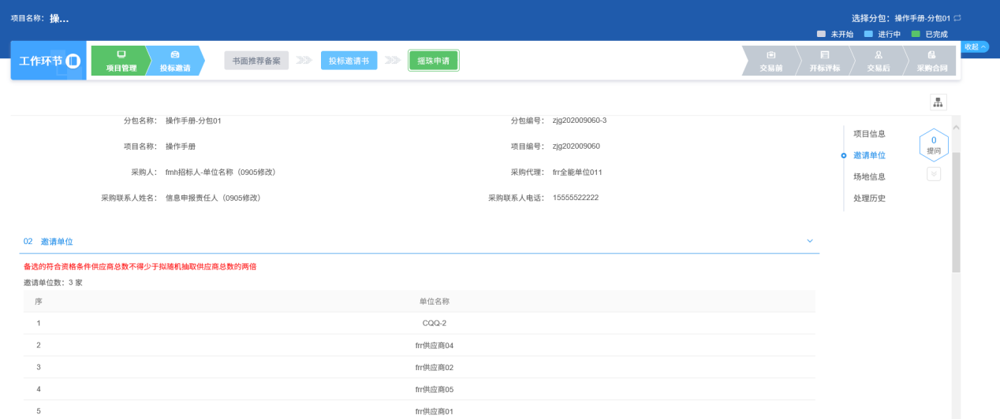 项目名称: 操...
选择分包: 操作手册-分包01
未开始 进行中 已完成
工作环节
项目管理
投标邀请
书面推荐备案
投标邀请书
摇珠申请
交易前
开标评标
交易后
采购合同
收起
分包名称: 操作手册-分包01
分包编号: zjg202009060-3
项目名称: 操作手册
项目编号: zjg202009060
采购人: fmh招标人-单位名称（0905修改）
采购代理: frr全能单位011
采购联系人姓名: 信息申报责任人（0905修改）
采购联系人电话: 15555522222
项目信息
邀请单位
场地信息
处理历史
0
提问
02 邀请单位
备选的符合资格条件供应商总数不得少于拟随机抽取供应商总数的两倍
邀请单位数: 3 家
序 单位名称
1 CQQ-2
2 frr供应商04
3 frr供应商02
4 frr供应商05
5 frr供应商01